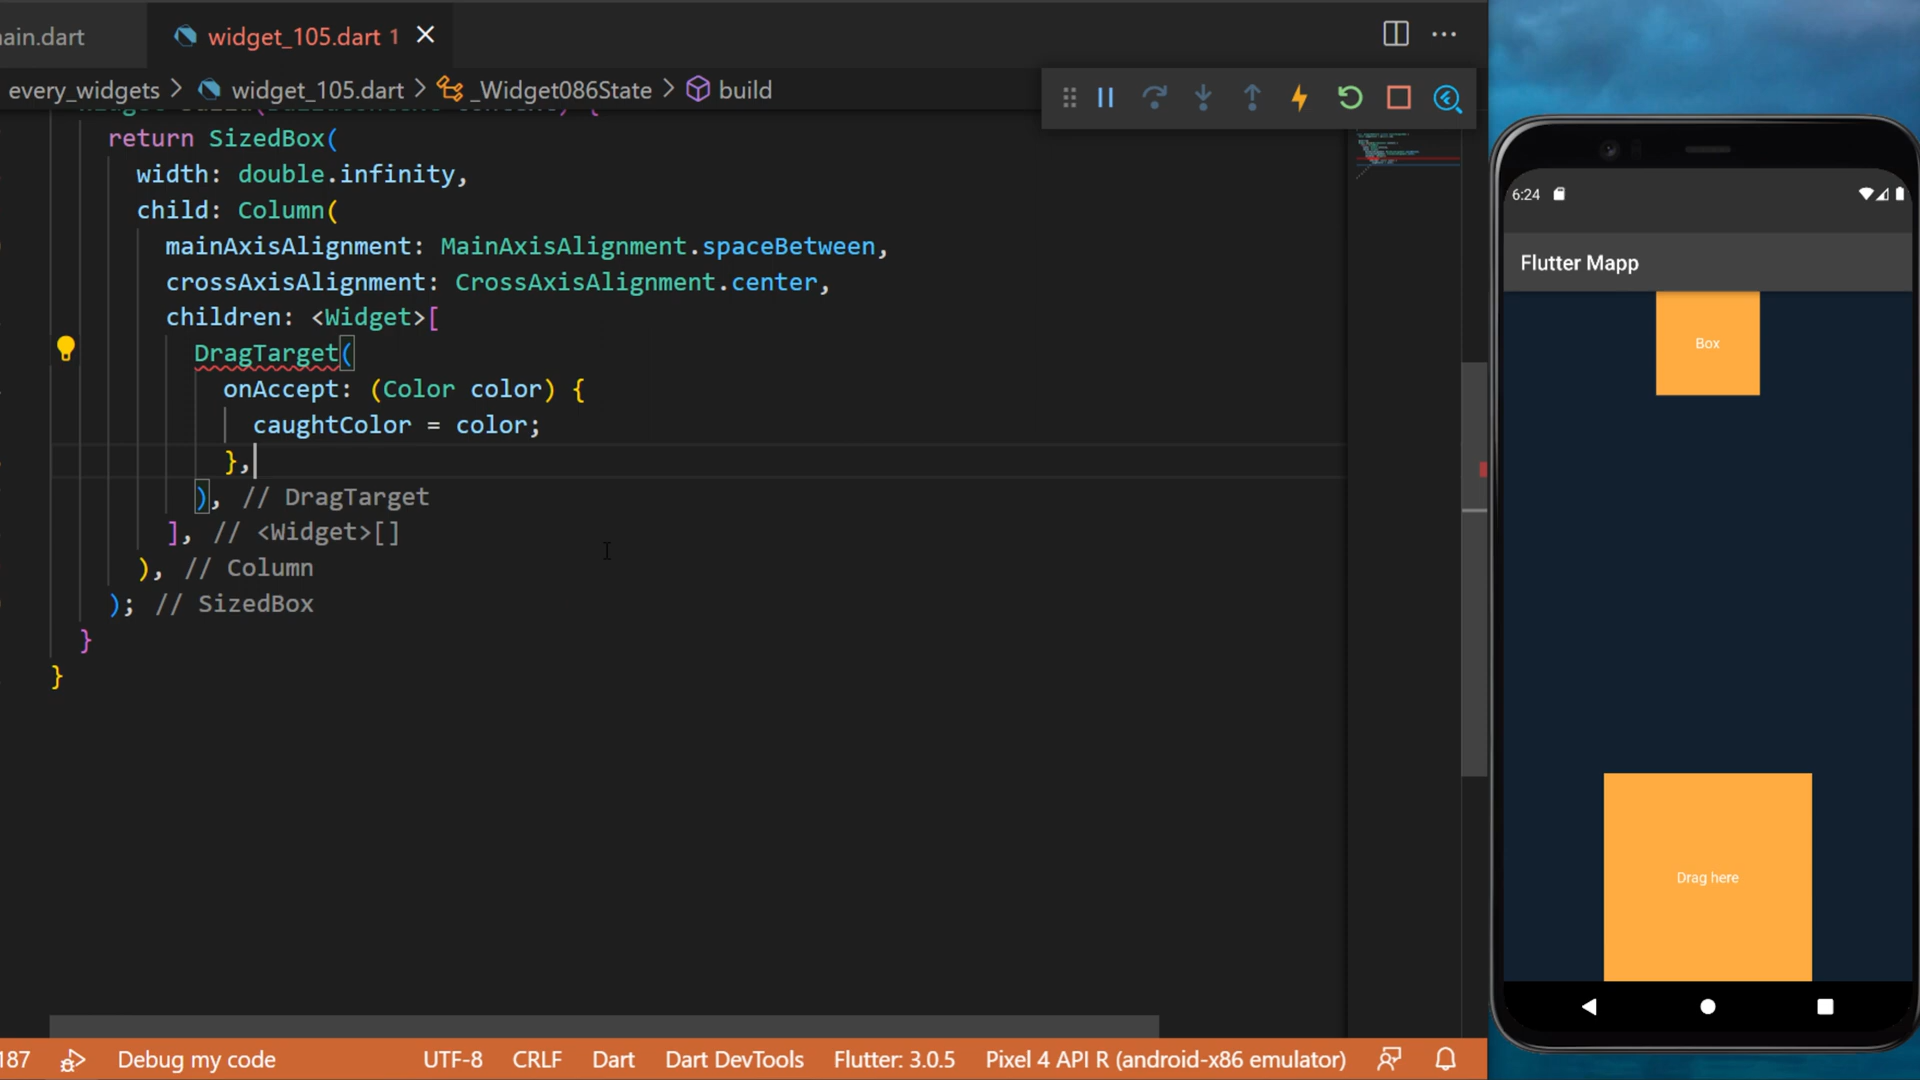 ain.dart
widget_105.dart 1
every_widgets > widget_105.dart > _Widget086State > build
return SizedBox(
width: double.infinity,
child: Column(
mainAxisAlignment: MainAxisAlignment.spaceBetween,
crossAxisAlignment: CrossAxisAlignment.center,
children: <Widget>[
DragTarget(
onAccept: (Color color) {
caughtColor = color;
},
), // DragTarget
], // <Widget>[]
), // Column
); // SizedBox
}
}
187 Debug my code UTF-8 CRLF Dart Dart DevTools Flutter: 3.0.5 Pixel 4 API R (android-x86 emulator)
6:24
Flutter Mapp
Box
Drag here